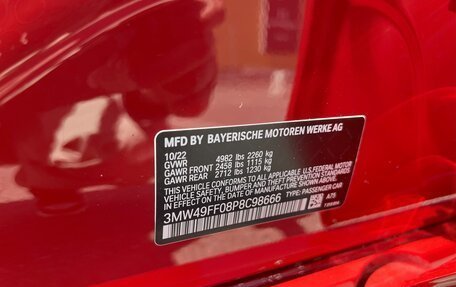 MFD BY BAYERISCHE MOTOREN WERKE AG
10/22
GVWR 4982 lbs 2260 kg
GAWR FRONT 2458 lbs 1115 kg
GAWR REAR 2712 lbs 1230 kg
THIS VEHICLE CONFORMS TO ALL APPLICABLE U.S. FEDERAL MOTOR
VEHICLE SAFETY, BUMPER, AND THEFT PREVENTION STANDARDS
IN EFFECT ON THE DATE OF MANUFACTURE SHOWN ABOVE.
3MW49FF08P8C98666 TYPE: PASSENGER CAR
A75